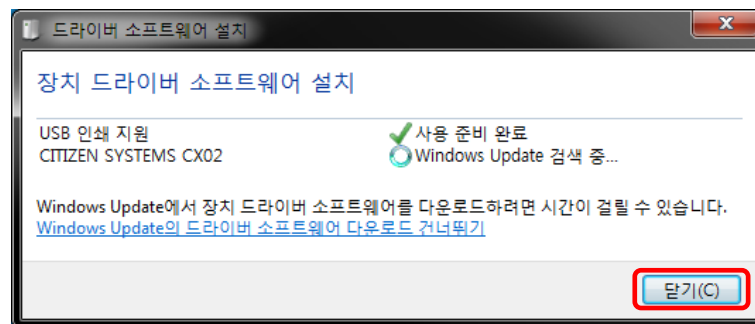 드라이버 소프트웨어 설치
장치 드라이버 소프트웨어 설치
USB 인쇄 지원 사용 준비 완료
CITIZEN SYSTEMS CX02 Windows Update 검색 중...
Windows Update에서 장치 드라이버 소프트웨어를 다운로드하려면 시간이 걸릴 수 있습니다.
Windows Update의 드라이버 소프트웨어 다운로드 건너뛰기
닫기(C)